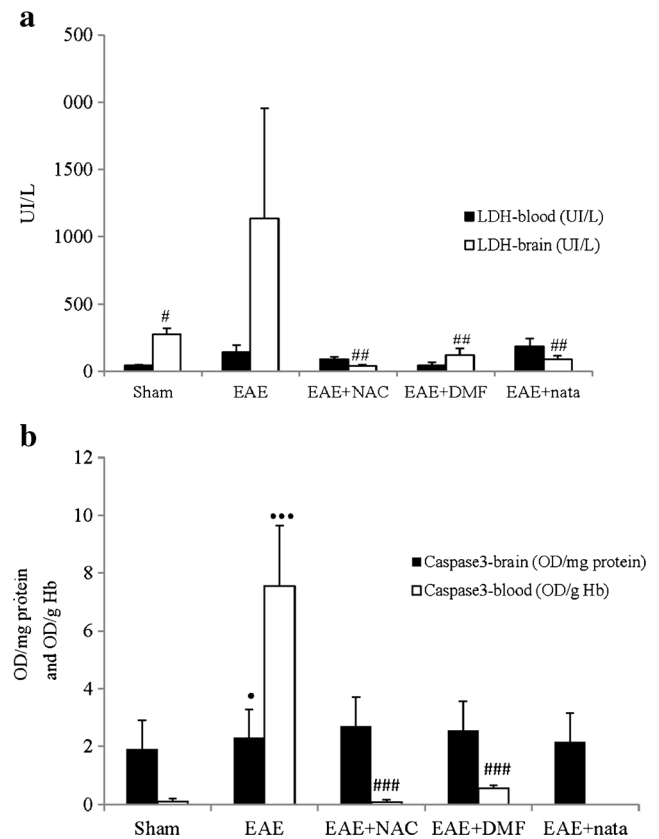 a
500
000
1500
1000
500
0
UI/L
LDH-blood (UI/L)
LDH-brain (UI/L)
#
##
##
##
Sham EAE EAE+NAC EAE+DMF EAE+nata
b
12
10
8
6
4
2
0
OD/mg protein
and OD/g Hb
Caspase3-brain (OD/mg protein)
Caspase3-blood (OD/g Hb)
•
•••
###
###
Sham EAE EAE+NAC EAE+DMF EAE+nata